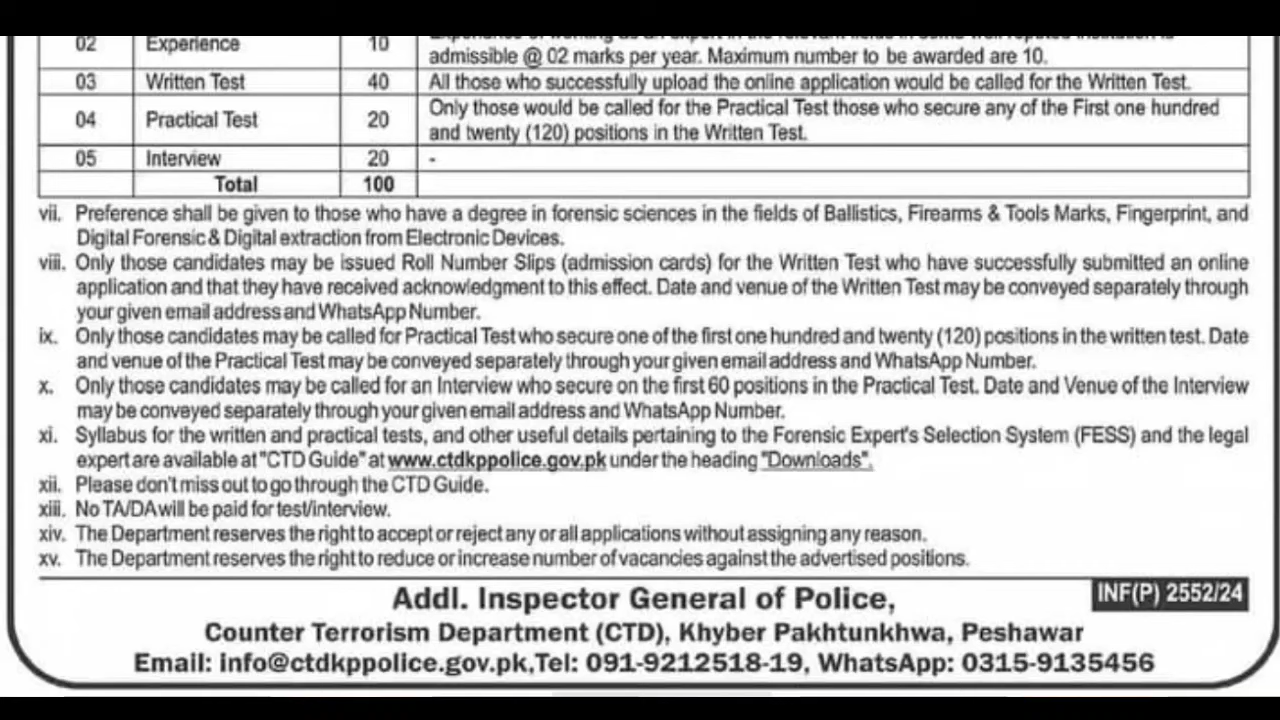 02 Experience 10 Experience of working as an expert in the relevant fields in some well reputed institution is
admissible @ 02 marks per year. Maximum number to be awarded are 10.
03 Written Test 40 All those who successfully upload the online application would be called for the Written Test.
04 Practical Test 20 Only those would be called for the Practical Test those who secure any of the First one hundred
and twenty (120) positions in the Written Test.
05 Interview 20 -
Total 100
vii. Preference shall be given to those who have a degree in forensic sciences in the fields of Ballistics, Firearms & Tools Marks, Fingerprint, and
Digital Forensic & Digital extraction from Electronic Devices.
viii. Only those candidates may be issued Roll Number Slips (admission cards) for the Written Test who have successfully submitted an online
application and that they have received acknowledgment to this effect. Date and venue of the Written Test may be conveyed separately through
your given email address and WhatsApp Number.
ix. Only those candidates may be called for Practical Test who secure one of the first one hundred and twenty (120) positions in the written test. Date
and venue of the Practical Test may be conveyed separately through your given email address and WhatsApp Number.
x. Only those candidates may be called for an Interview who secure on the first 60 positions in the Practical Test. Date and Venue of the Interview
may be conveyed separately through your given email address and WhatsApp Number.
xi. Syllabus for the written and practical tests, and other useful details pertaining to the Forensic Expert's Selection System (FESS) and the legal
expert are available at "CTD Guide" at www.ctdkppolice.gov.pk under the heading "Downloads".
xii. Please don't miss out to go through the CTD Guide.
xiii. No TA/DA will be paid for test/interview.
xiv. The Department reserves the right to accept or reject any or all applications without assigning any reason.
xv. The Department reserves the right to reduce or increase number of vacancies against the advertised positions.
INF(P) 2552/24
Addl. Inspector General of Police,
Counter Terrorism Department (CTD), Khyber Pakhtunkhwa, Peshawar
Email: info@ctdkppolice.gov.pk,Tel: 091-9212518-19, WhatsApp: 0315-9135456